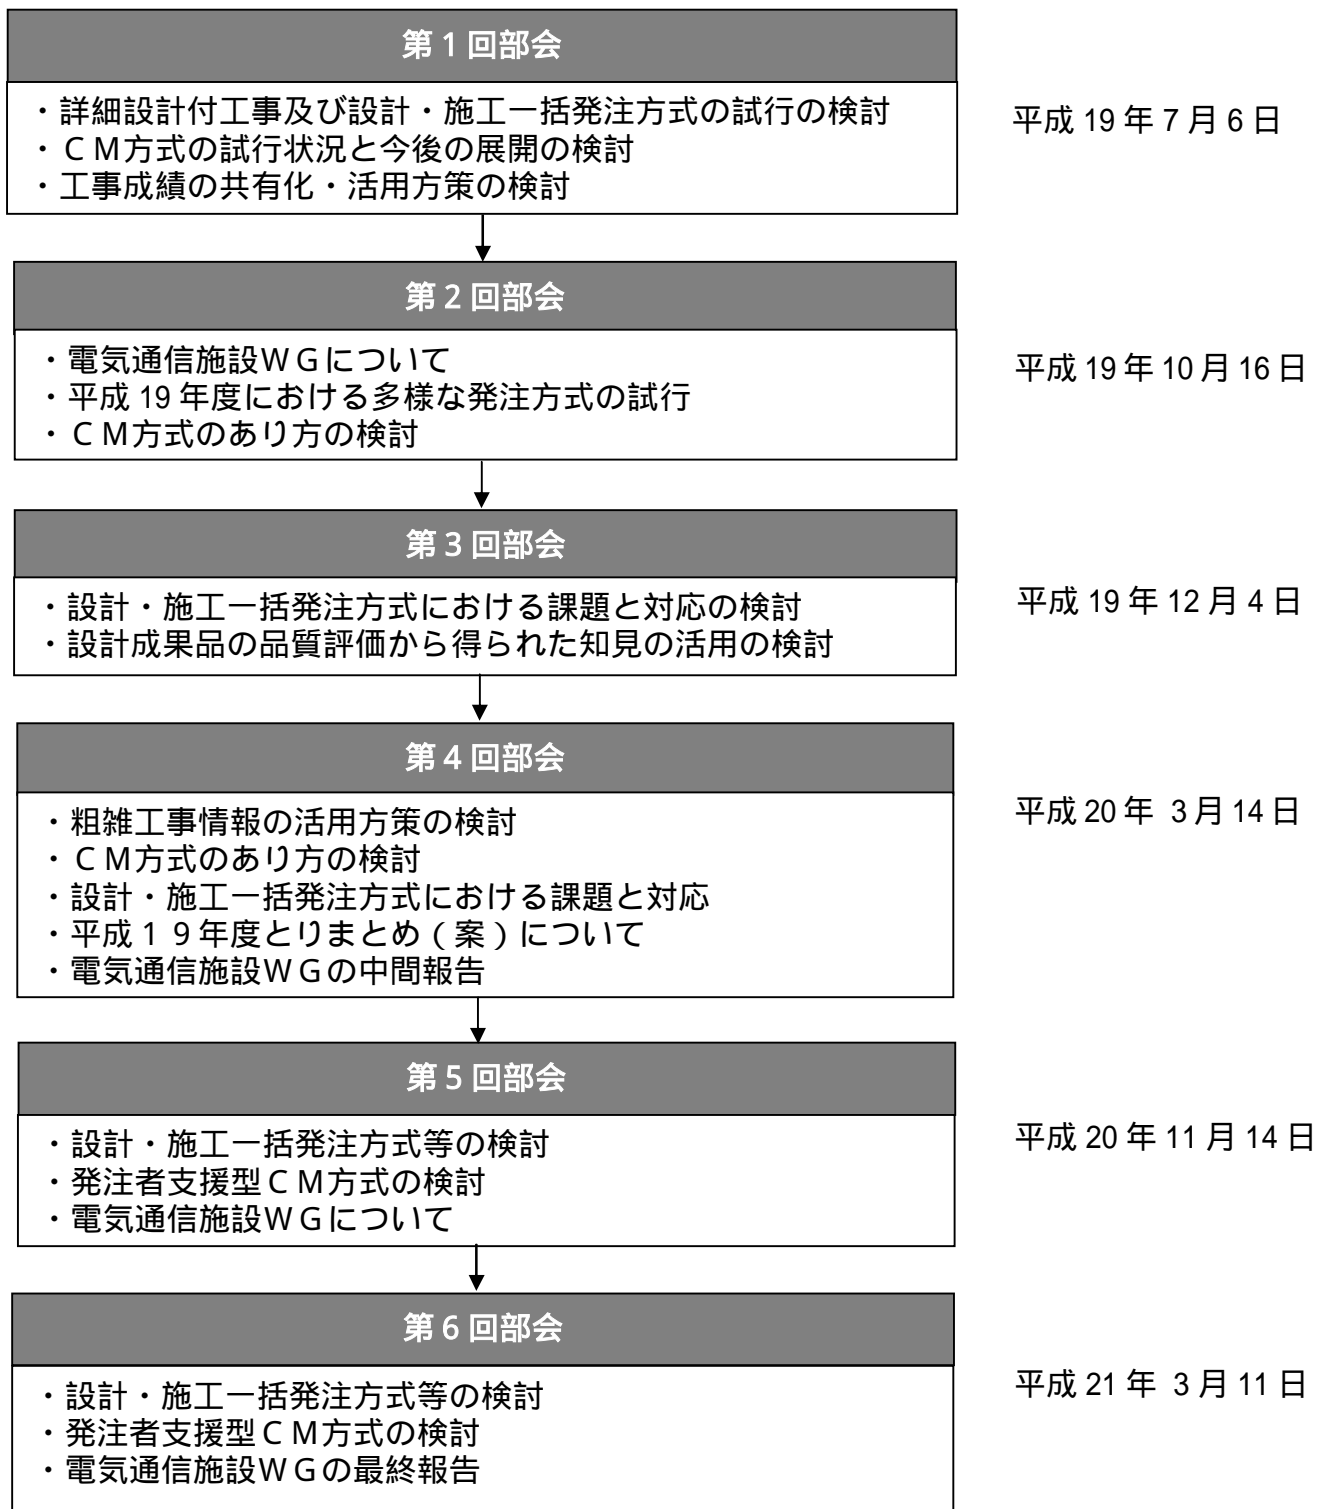 第１回部会
・詳細設計付工事及び設計・施工一括発注方式の試行の検討
・ＣＭ方式の試行状況と今後の展開の検討
・工事成績の共有化・活用方策の検討
平成 19 年 7 月 6 日
第２回部会
・電気通信施設ＷＧについて
・平成 19 年度における多様な発注方式の試行
・ＣＭ方式のあり方の検討
平成 19 年 10 月 16 日
第３回部会
・設計・施工一括発注方式における課題と対応の検討
・設計成果品の品質評価から得られた知見の活用の検討
平成 19 年 12 月 4 日
第４回部会
・粗雑工事情報の活用方策の検討
・ＣＭ方式のあり方の検討
・設計・施工一括発注方式における課題と対応
・平成１９年度とりまとめ（案）について
・電気通信施設ＷＧの中間報告
平成 20 年 3 月 14 日
第５回部会
・設計・施工一括発注方式等の検討
・発注者支援型ＣＭ方式の検討
・電気通信施設ＷＧについて
平成 20 年 11 月 14 日
第６回部会
・設計・施工一括発注方式等の検討
・発注者支援型ＣＭ方式の検討
・電気通信施設ＷＧの最終報告
平成 21 年 3 月 11 日